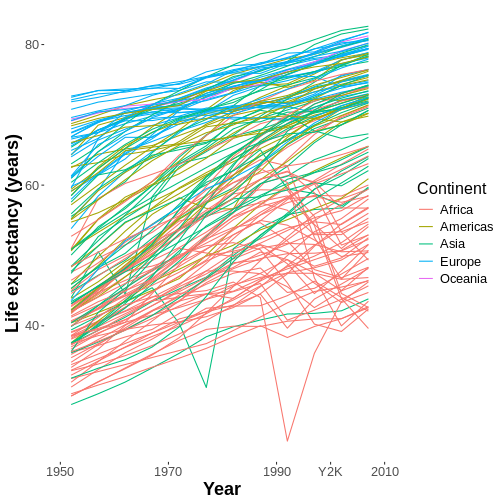 Life expectancy (years)
80
60
40
1950
1970
1990
Y2K
2010
Year
Continent
Africa
Americas
Asia
Europe
Oceania